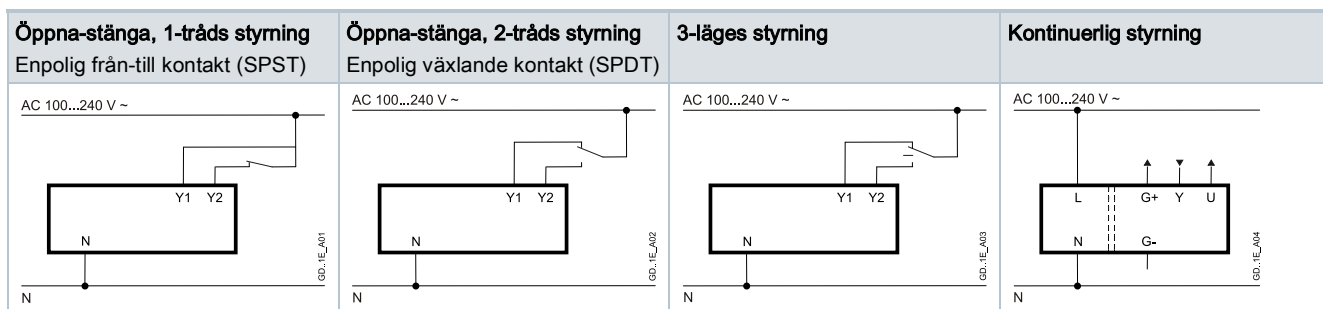 Öppna-stänga, 1-tråds styrning
Enpolig från-till kontakt (SPST)
Öppna-stänga, 2-tråds styrning
Enpolig växlande kontakt (SPDT)
3-läges styrning
Kontinuerlig styrning
AC 100...240 V ~
Y1 Y2
N
GD..1E_A01
N
AC 100...240 V ~
Y1 Y2
N
GD..1E_A02
N
AC 100...240 V ~
Y1 Y2
N
GD..1E_A03
N
AC 100...240 V ~
L G+ Y U
N G-
GD..1E_A04
N